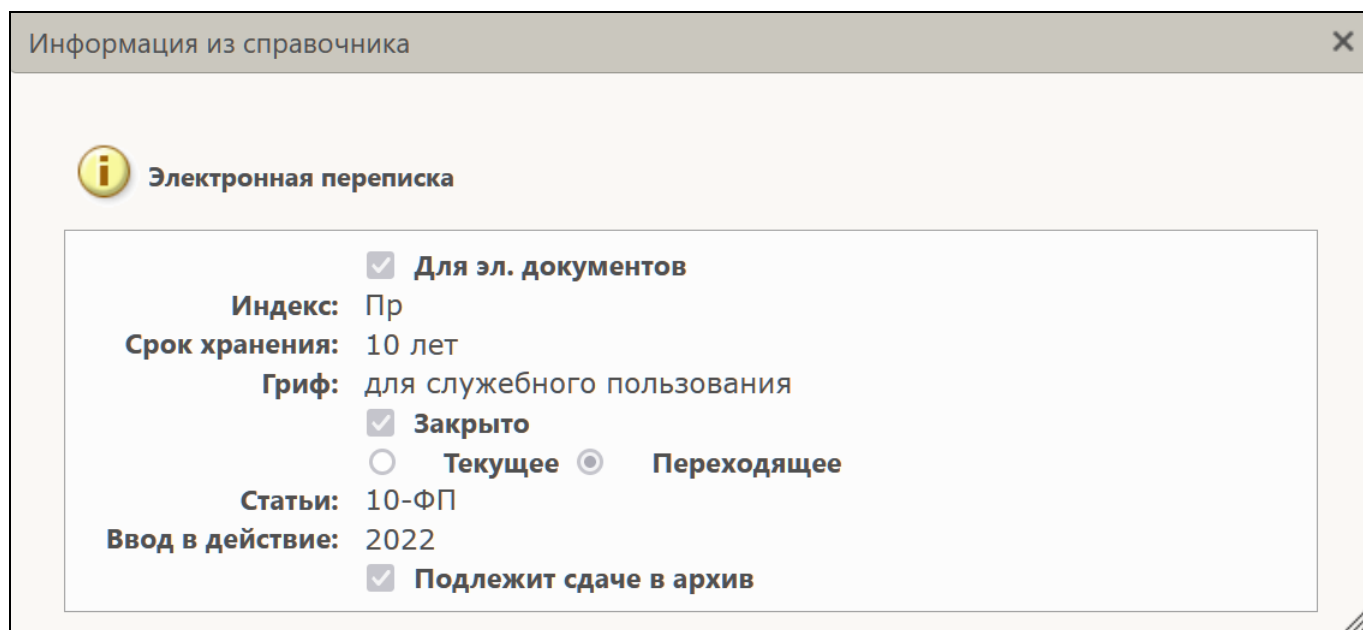 Информация из справочника
Электронная переписка
Для эл. документов
Индекс: Пр
Срок хранения: 10 лет
Гриф: для служебного пользования
Закрыто
Текущее Переходящее
Статьи: 10-ФП
Ввод в действие: 2022
Подлежит сдаче в архив